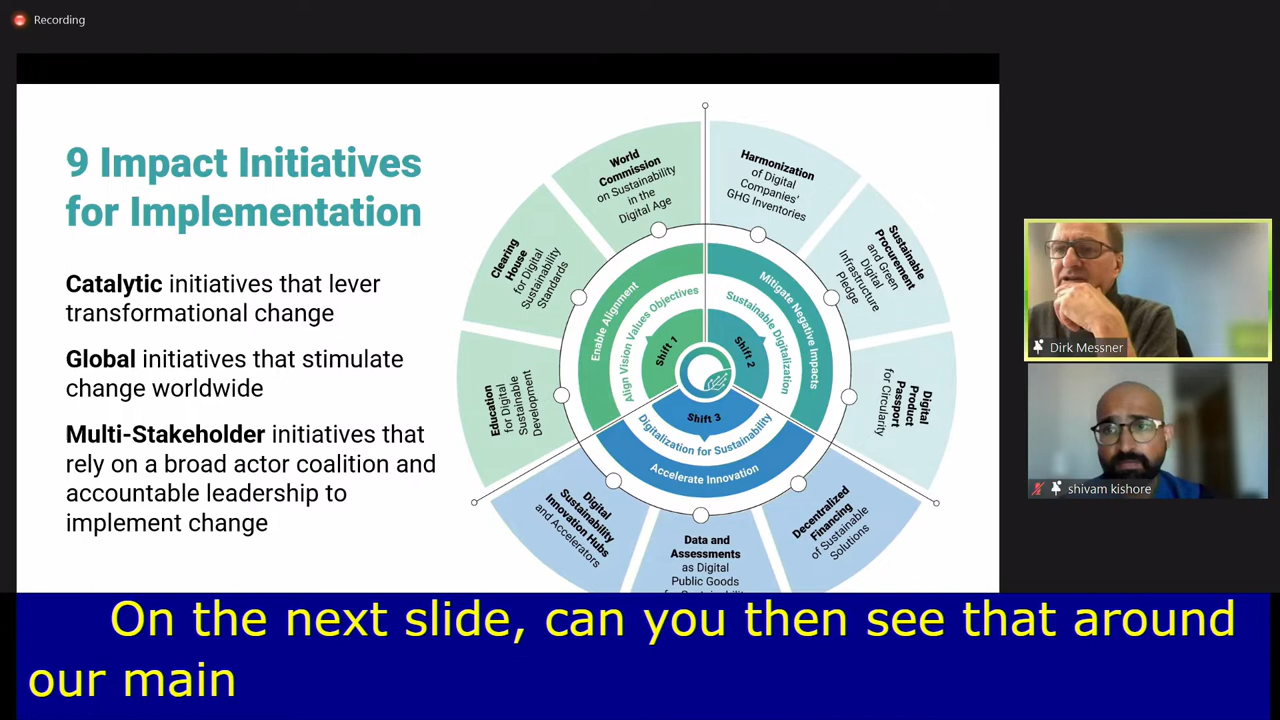 Recording
9 Impact Initiatives
for Implementation
Catalytic initiatives that lever
transformational change
Global initiatives that stimulate
change worldwide
Multi-Stakeholder initiatives that
rely on a broad actor coalition and
accountable leadership to
implement change
World
Commission
on Sustainability
in the
Digital Age
Harmonization
of Digital
Companies'
GHG Inventories
Clearing
House
for Digital
Sustainability
Standards
Sustainable
Procurement
and Green
Digital
Infrastructure
Pledge
Education
for Digital
Sustainable
Development
Digital
Product
Passport
for Circularity
Digital
Sustainability
Innovation Hubs
and Accelerators
Data and
Assessments
as Digital
Public Goods
for Sustainability
Decentralized
Financing
of Sustainable
Solutions
Enable Alignment
Align Vision Values Objectives
Shift 1
Mitigate Negative Impacts
Sustainable Digitalization
Shift 2
Shift 3
Digitalization for Sustainability
Accelerate Innovation
Dirk Messner
shivam kishore
On the next slide, can you then see that around
our main